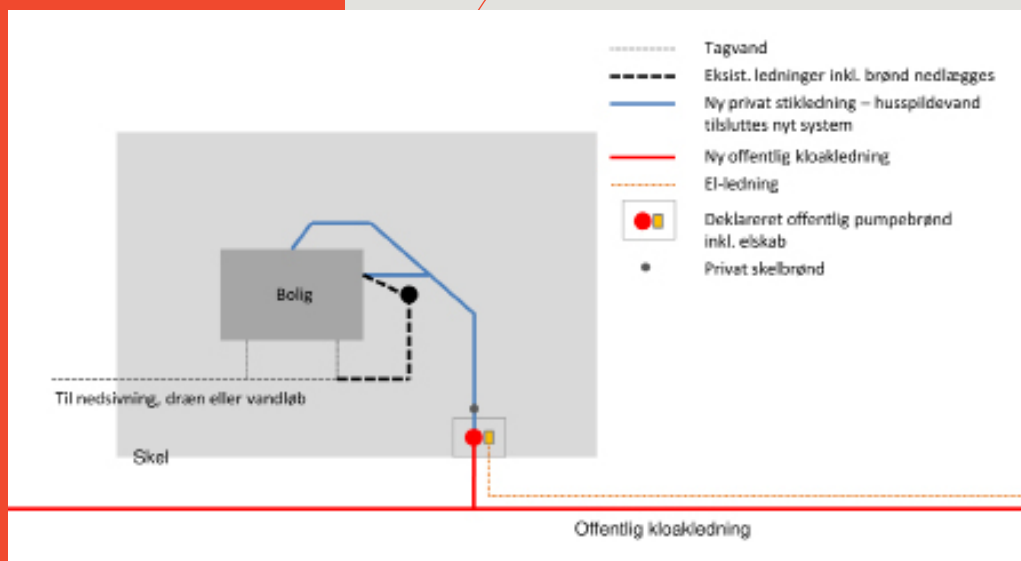 Tagvand
Eksist. ledninger inkl. brønd nedlægges
Ny privat stikledning – husspildevand
tilsluttes nyt system
Ny offentlig kloakledning
El-ledning
Deklareret offentlig pumpebrønd
inkl. elskab
Privat skelbrønd
Bolig
Til nedsivning, dræn eller vandløb
Skel
Offentlig kloakledning